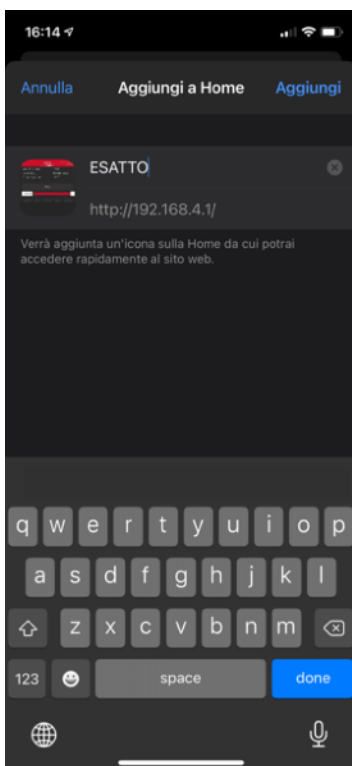 16:14
Annulla Aggiungi a Home Aggiungi
ESATTO
http://192.168.4.1/
Verrà aggiunta un'icona sulla Home da cui potrai
accedere rapidamente al sito web.
q w e r t y u i o p
a s d f g h j k l
z x c v b n m
123 space done